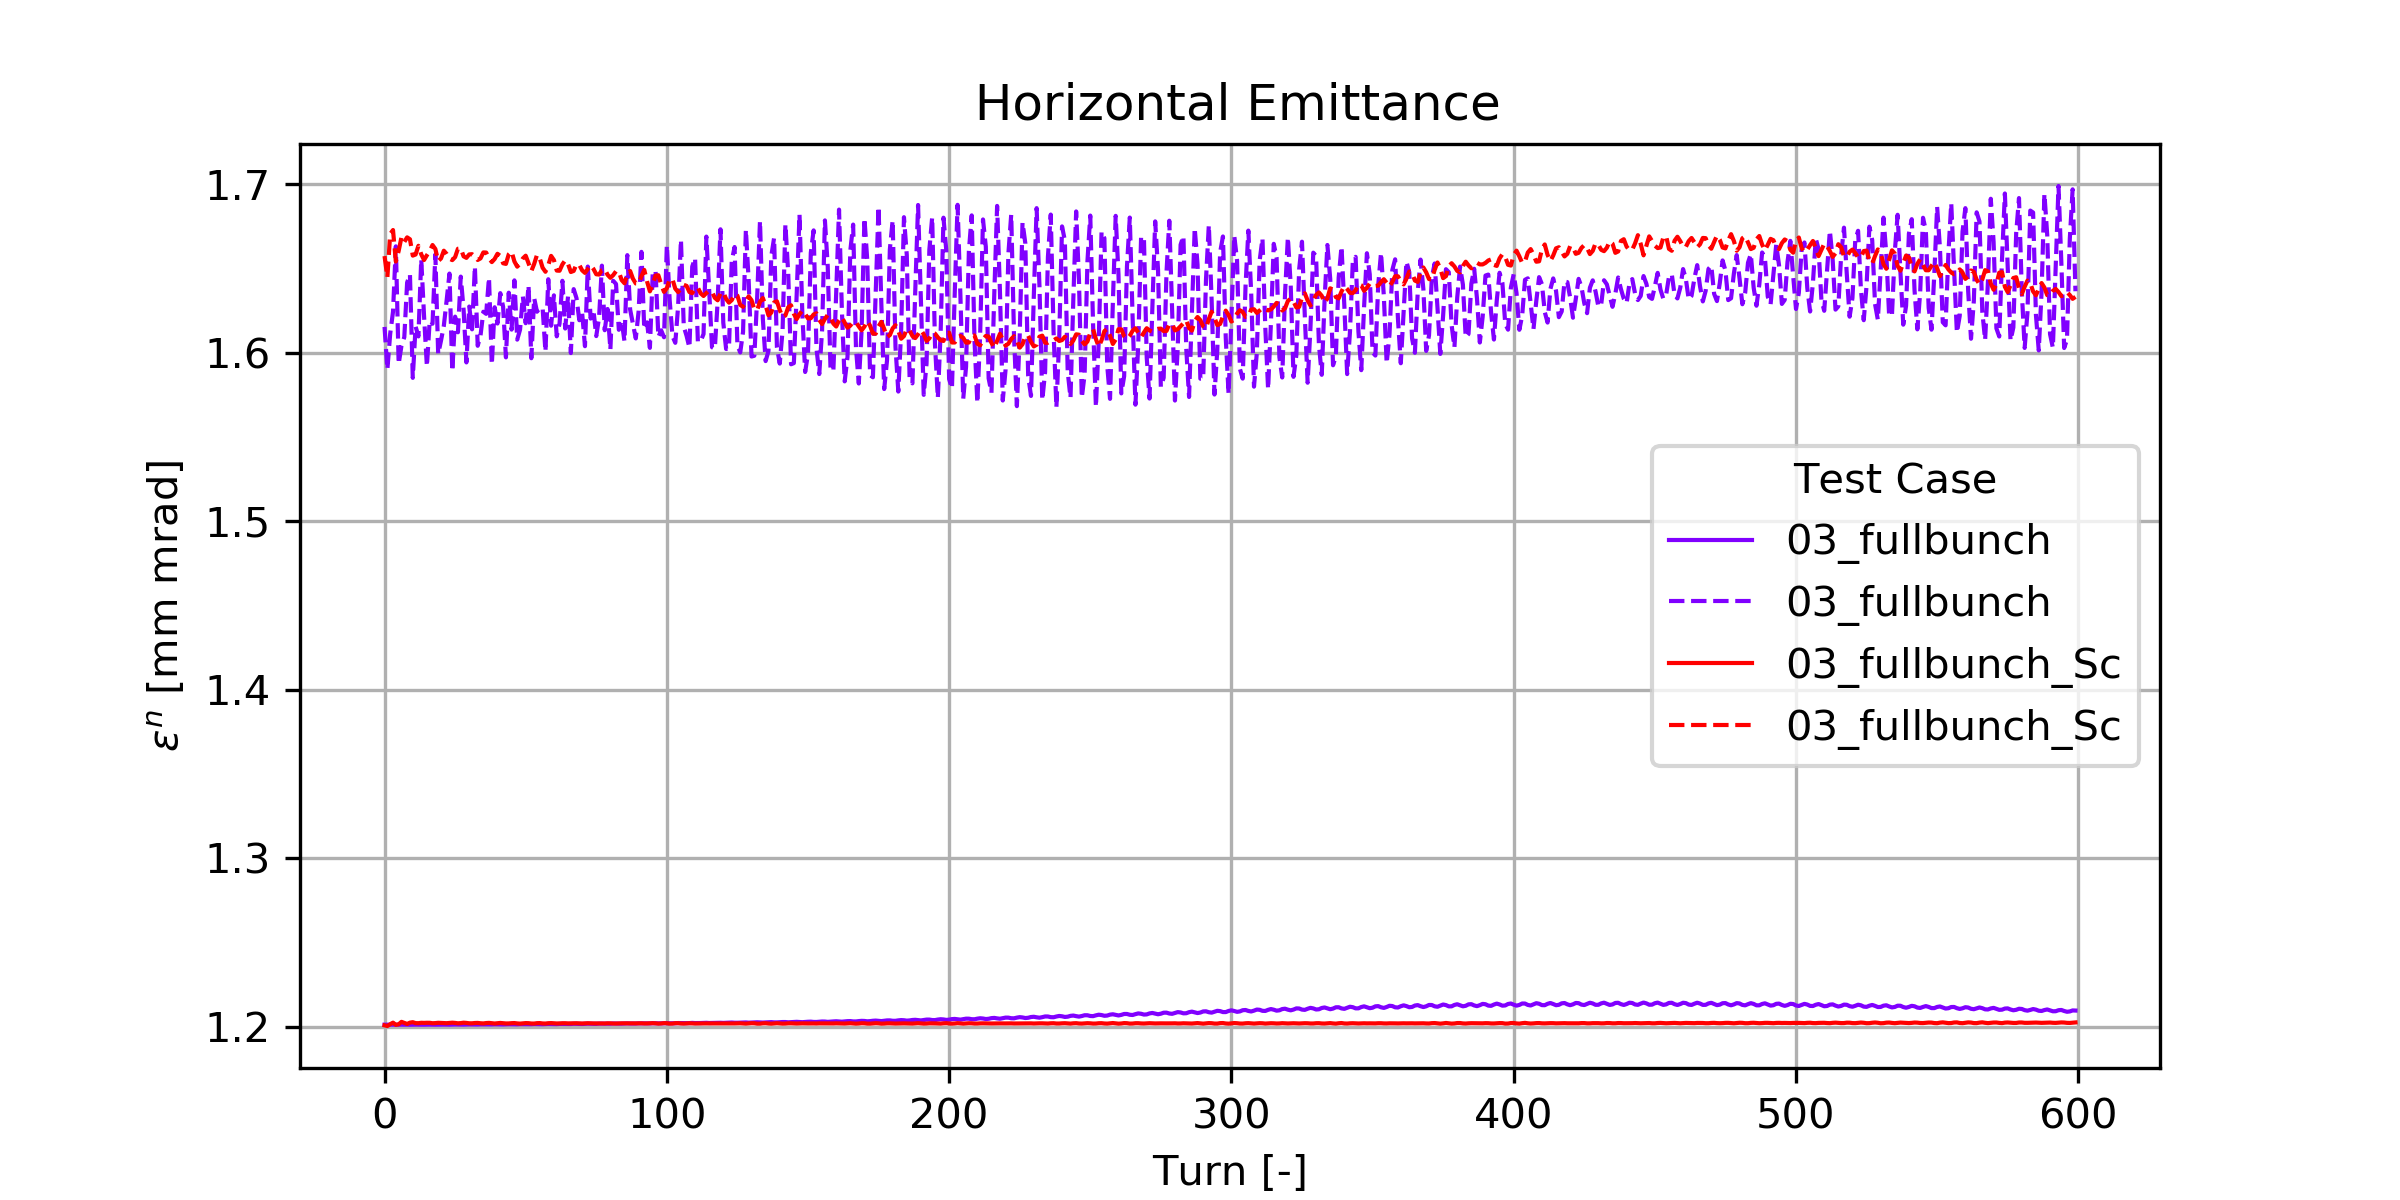 Horizontal Emittance
1.7
1.6
1.5
1.4
1.3
1.2
εⁿ [mm mrad]
Test Case
03_fullbunch
03_fullbunch
03_fullbunch_Sc
03_fullbunch_Sc
0 100 200 300 400 500 600
Turn [-]